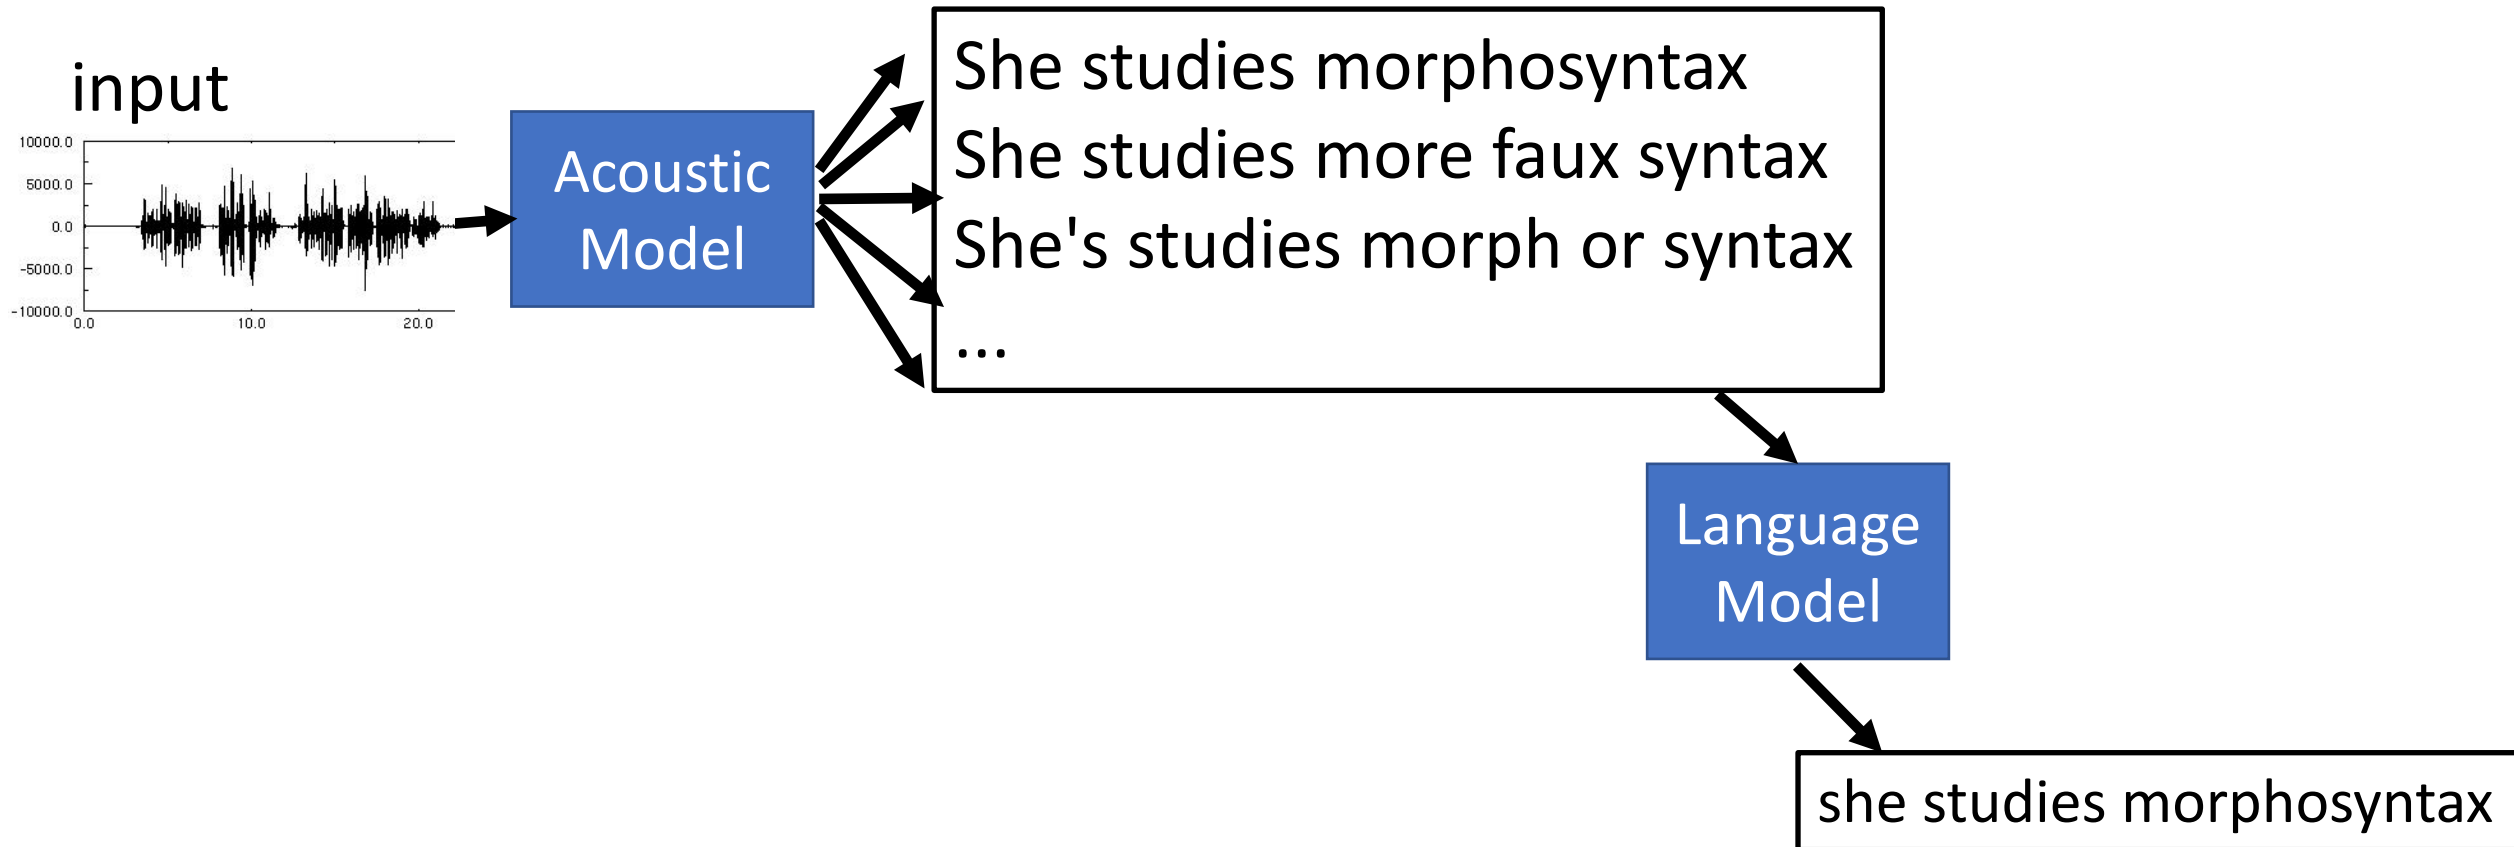 input
10000.0
5000.0
0.0
-5000.0
-10000.0
0.0 10.0 20.0
Acoustic
Model
She studies morphosyntax
She studies more faux syntax
She's studies morph or syntax
...
Language
Model
she studies morphosyntax